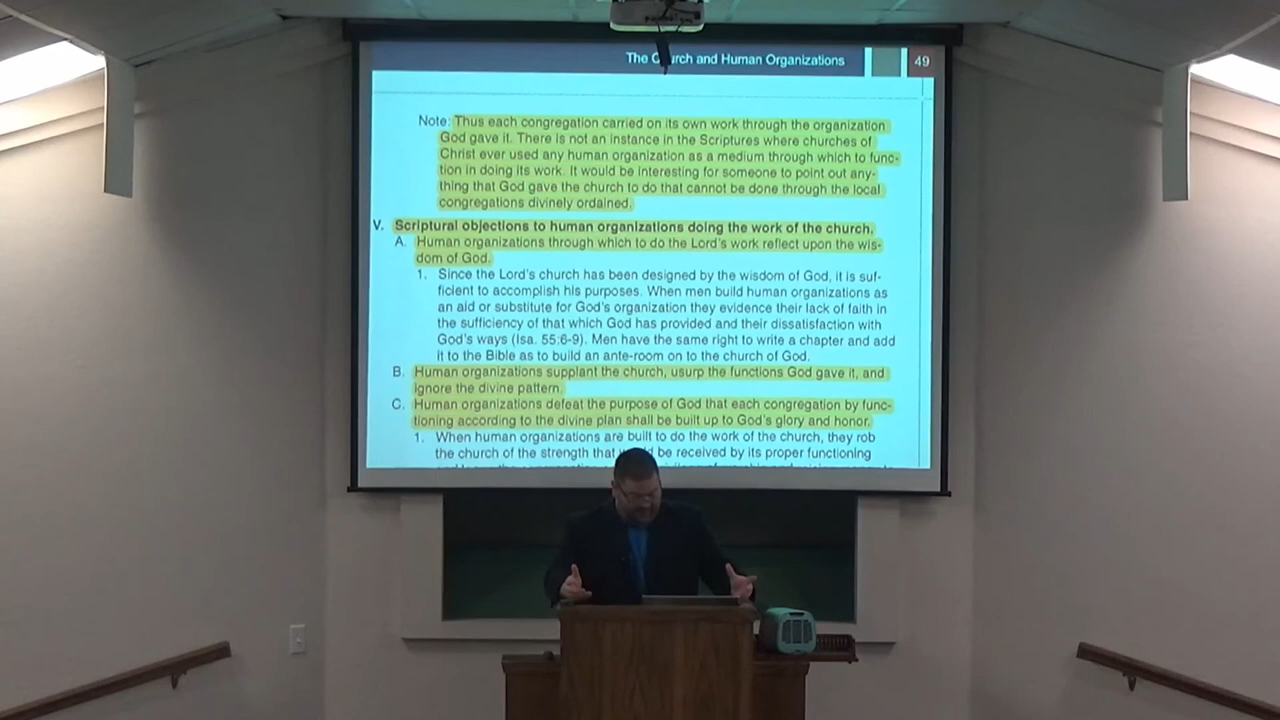 The Church and Human Organizations 49
Note: Thus each congregation carried on its own work through the organization
God gave it. There is not an instance in the Scriptures where churches of
Christ ever used any human organization as a medium through which to func-
tion in doing its work. It would be interesting for someone to point out any-
thing that God gave the church to do that cannot be done through the local
congregations divinely ordained.
V. Scriptural objections to human organizations doing the work of the church.
A. Human organizations through which to do the Lord's work reflect upon the wis-
dom of God.
1. Since the Lord's church has been designed by the wisdom of God, it is suf-
ficient to accomplish his purposes. When men build human organizations as
an aid or substitute for God's organization they evidence their lack of faith in
the sufficiency of that which God has provided and their dissatisfaction with
God's ways (Isa. 55:6-9). Men have the same right to write a chapter and add
it to the Bible as to build an ante-room on to the church of God.
B. Human organizations supplant the church, usurp the functions God gave it, and
ignore the divine pattern.
C. Human organizations defeat the purpose of God that each congregation by func-
tioning according to the divine plan shall be built up to God's glory and honor.
1. When human organizations are built to do the work of the church, they rob
the church of the strength that would be received by its proper functioning